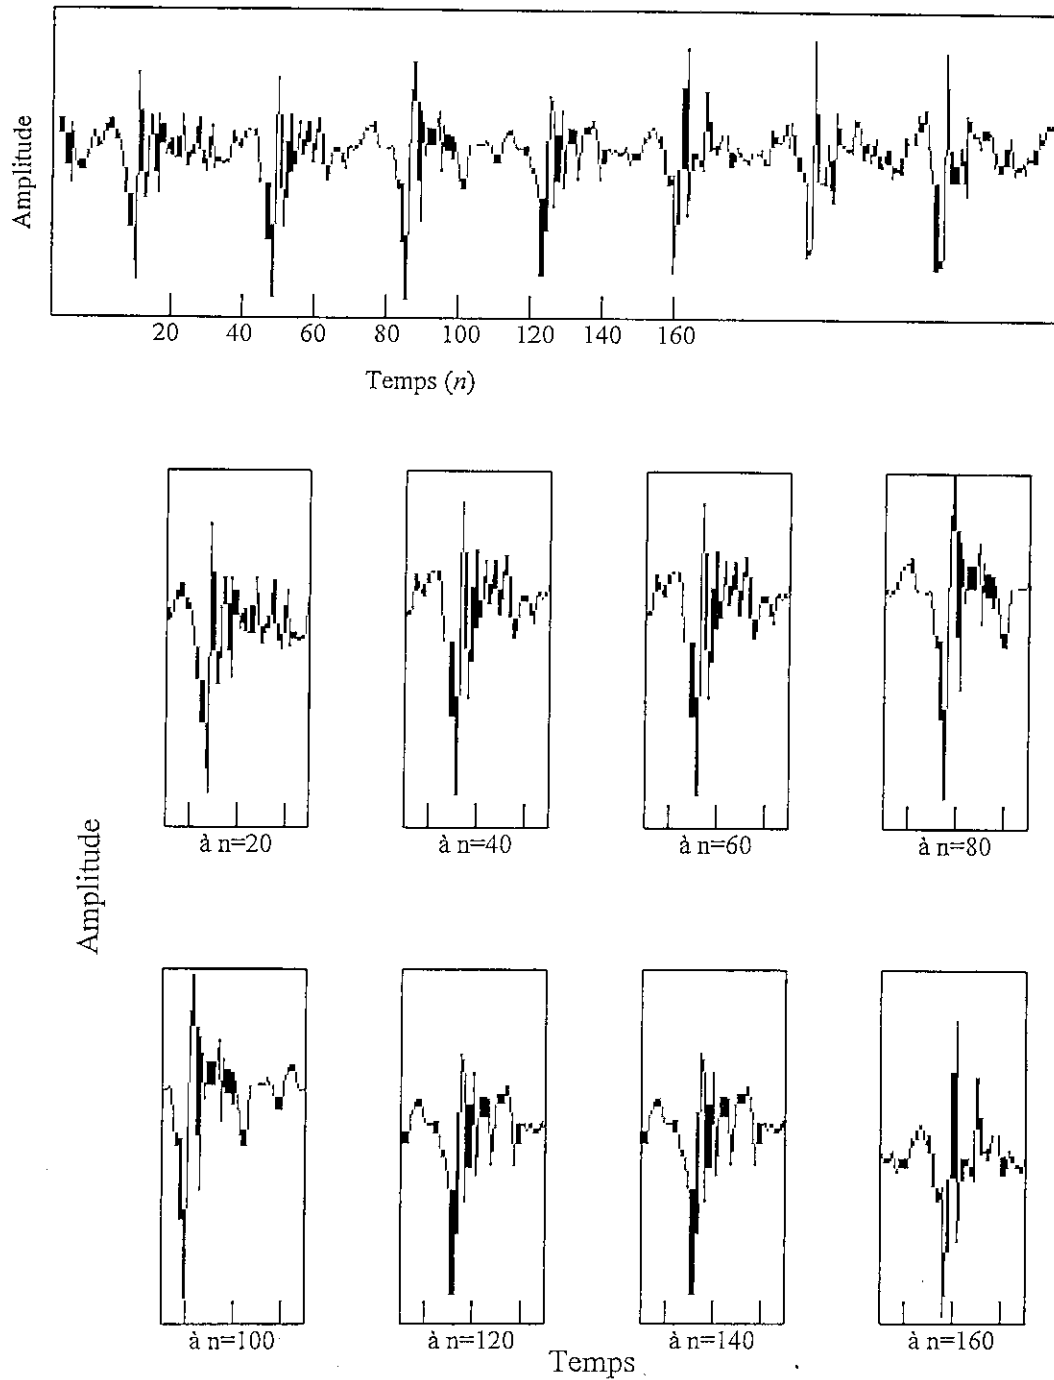 Amplitude
20 40 60 80 100 120 140 160
Temps (n)
à n=20 à n=40 à n=60 à n=80
Amplitude
à n=100 à n=120 à n=140 à n=160
Temps